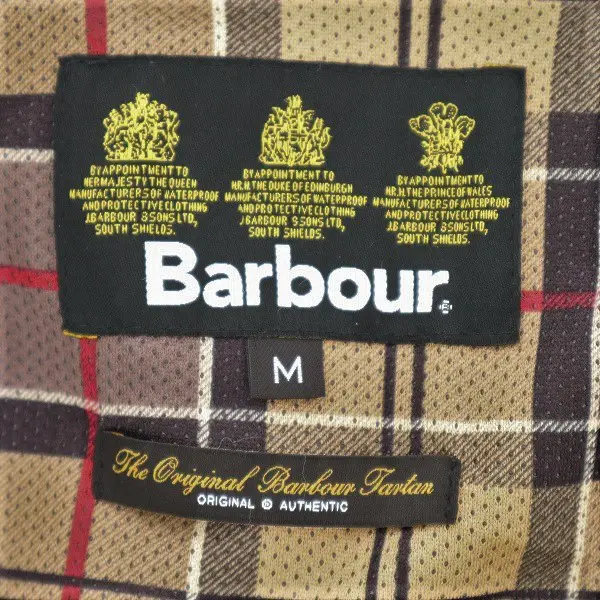 BY APPOINTMENT TO
HER MAJESTY THE QUEEN
MANUFACTURERS OF WATERPROOF
AND PROTECTIVE CLOTHING
J.BARBOUR & SONS LTD,
SOUTH SHIELDS.
BY APPOINTMENT TO
H.R.H. THE DUKE OF EDINBURGH
MANUFACTURERS OF WATERPROOF
AND PROTECTIVE CLOTHING
J.BARBOUR & SONS LTD,
SOUTH SHIELDS.
BY APPOINTMENT TO
H.R.H. THE PRINCE OF WALES
MANUFACTURERS OF WATERPROOF
AND PROTECTIVE CLOTHING
J.BARBOUR & SONS LTD,
SOUTH SHIELDS.
Barbour®
M
The Original Barbour Tartan
ORIGINAL ® AUTHENTIC